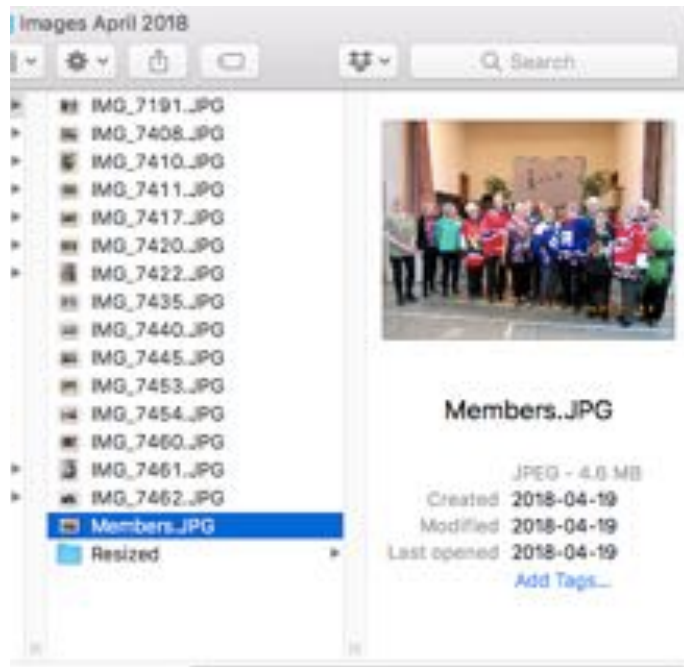 Images April 2018
Search
IMG_7191.JPG
IMG_7408.JPG
IMG_7410.JPG
IMG_7411.JPG
IMG_7417.JPG
IMG_7420.JPG
IMG_7422.JPG
IMG_7435.JPG
IMG_7440.JPG
IMG_7445.JPG
IMG_7453.JPG
IMG_7454.JPG
IMG_7460.JPG
IMG_7461.JPG
IMG_7462.JPG
Members.JPG
Resized
Members.JPG
JPEG - 4.6 MB
Created 2018-04-19
Modified 2018-04-19
Last opened 2018-04-19
Add Tags...